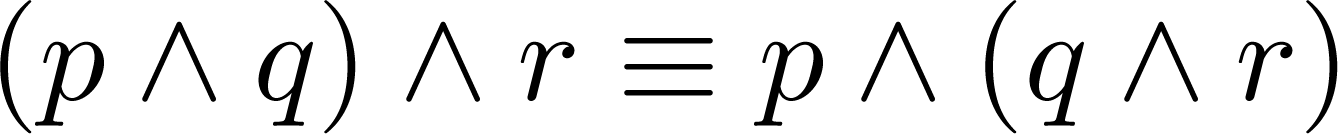 (p ∧ q) ∧ r ≡ p ∧ (q ∧ r)